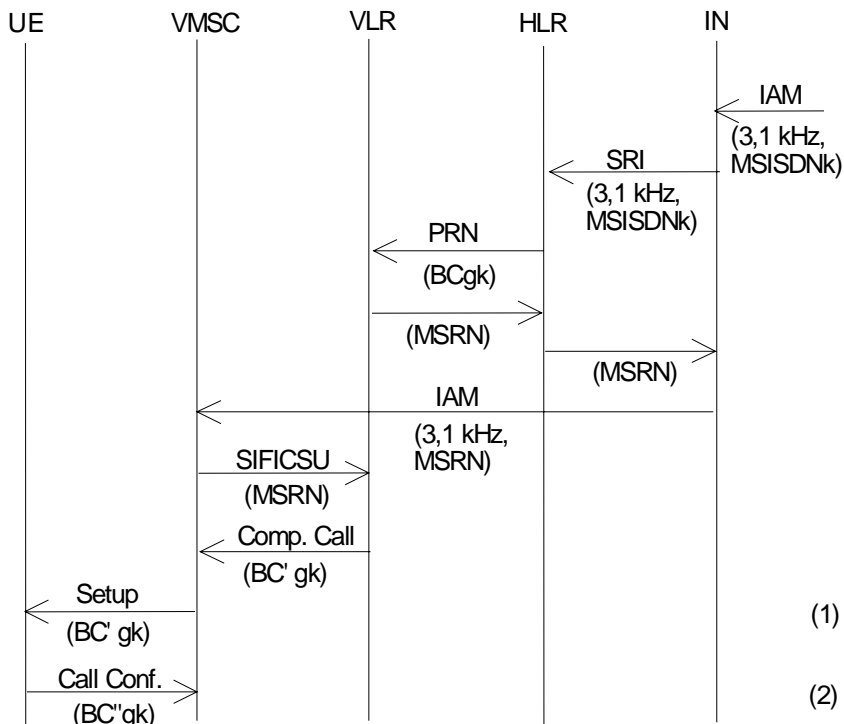 UE VMSC VLR HLR IN
IAM
(3,1 kHz,
MSISDNk)
SRI
(3,1 kHz,
MSISDNk)
PRN
(BCgk)
(MSRN)
(MSRN)
IAM
(3,1 kHz,
MSRN)
SIFICSU
(MSRN)
Comp. Call
(BC' gk)
Setup
(BC' gk)
(1)
Call Conf.
(BC"gk)
(2)